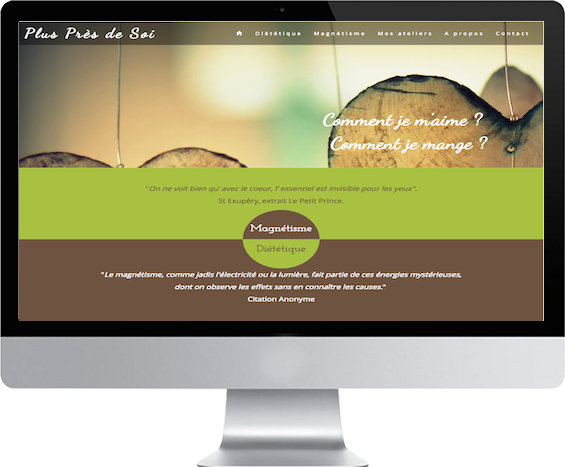 Plus Près de Soi
Diététique Magnétisme Mes ateliers A propos Contact
Comment je m'aime ?
Comment je mange ?
"On ne voit bien qu' avec le coeur, l' essentiel est invisible pour les yeux".
St Exupèry, extrait Le Petit Prince.
Magnétisme
Diététique
"Le magnétisme, comme jadis l'électricité ou la lumière, fait partie de ces énergies mystérieuses,
dont on observe les effets sans en connaître les causes."
Citation Anonyme